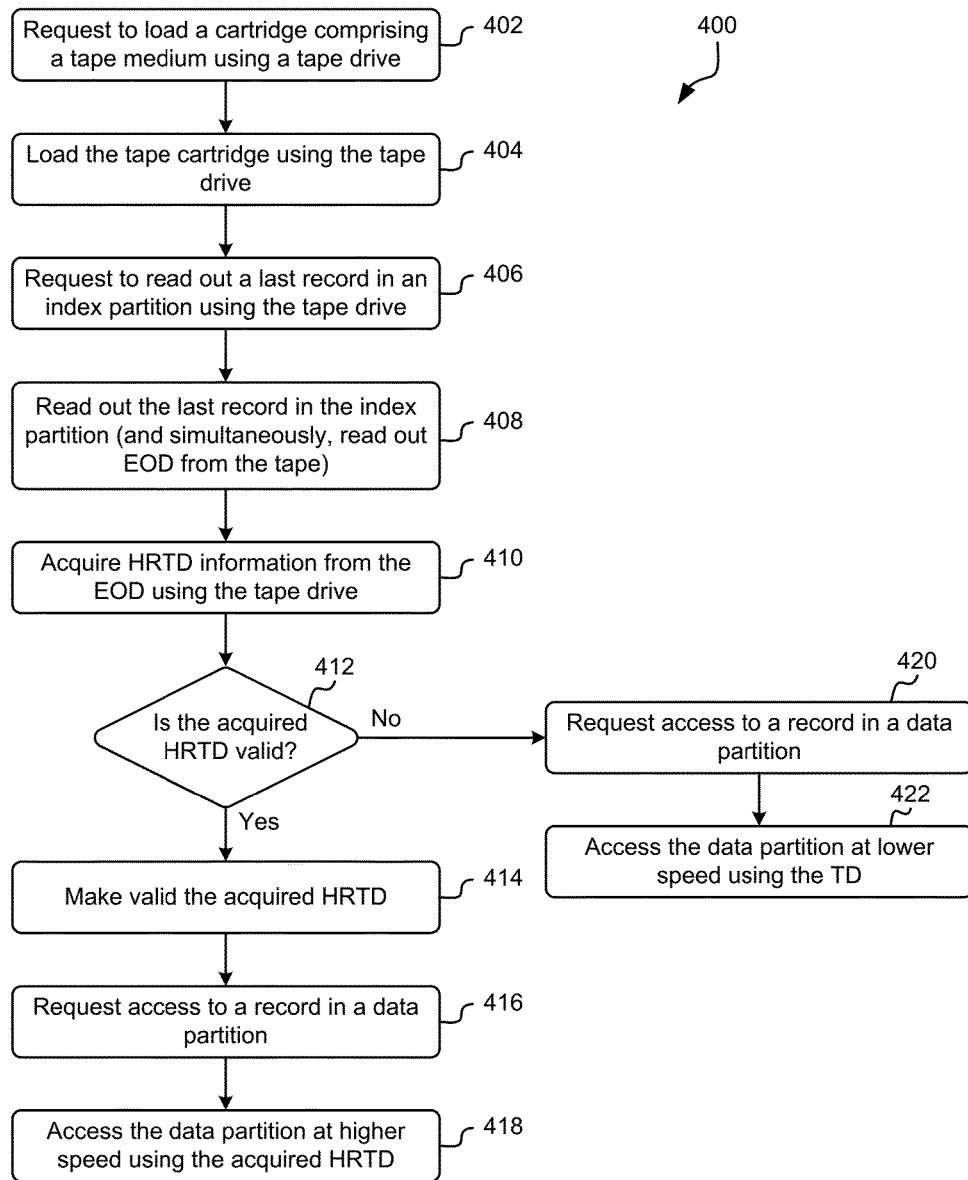 Request to load a cartridge comprising
a tape medium using a tape drive
402
400
Load the tape cartridge using the tape
drive
404
Request to read out a last record in an
index partition using the tape drive
406
Read out the last record in the index
partition (and simultaneously, read out
EOD from the tape)
408
Acquire HRTD information from the
EOD using the tape drive
410
412
Is the acquired
HRTD valid?
No
Yes
420
Request access to a record in a data
partition
422
Access the data partition at lower
speed using the TD
Make valid the acquired HRTD
414
Request access to a record in a data
partition
416
Access the data partition at higher
speed using the acquired HRTD
418